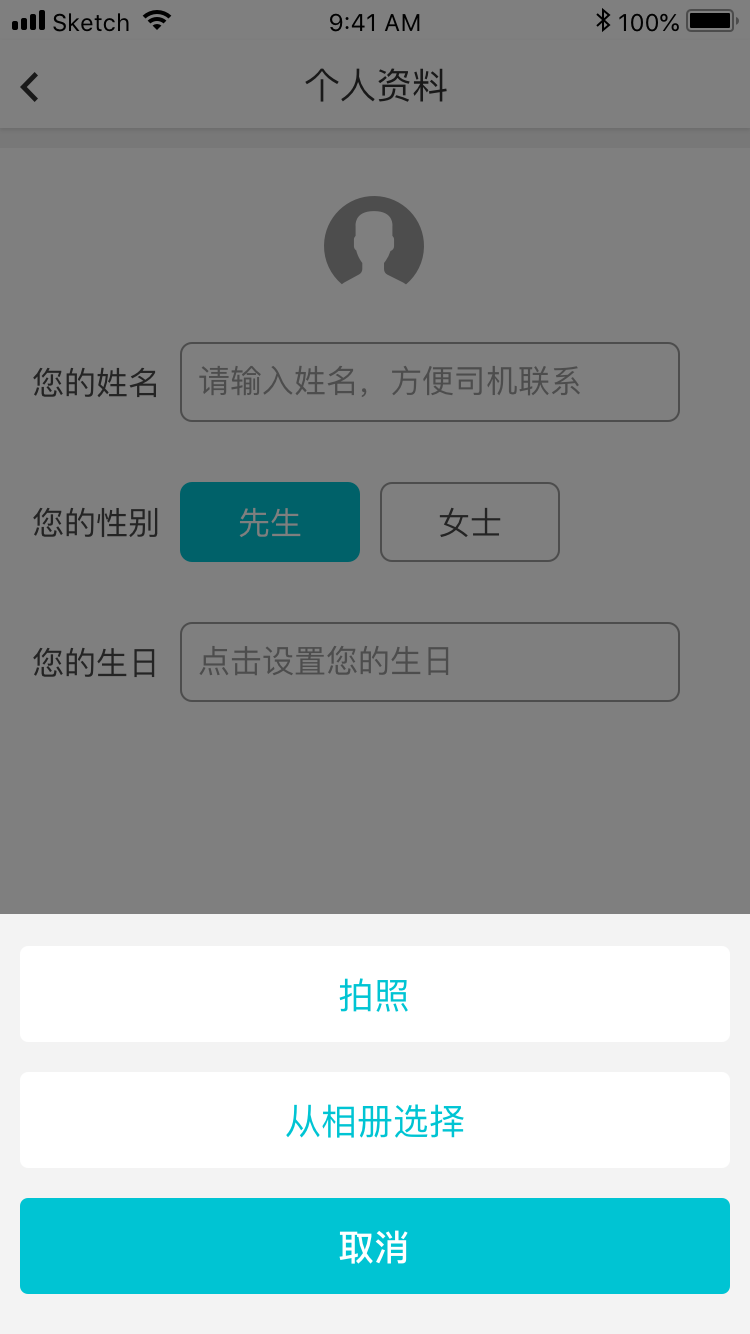 Sketch 9:41 AM 100%
个人资料
您的姓名 请输入姓名，方便司机联系
您的性别 先生 女士
您的生日 点击设置您的生日
拍照
从相册选择
取消